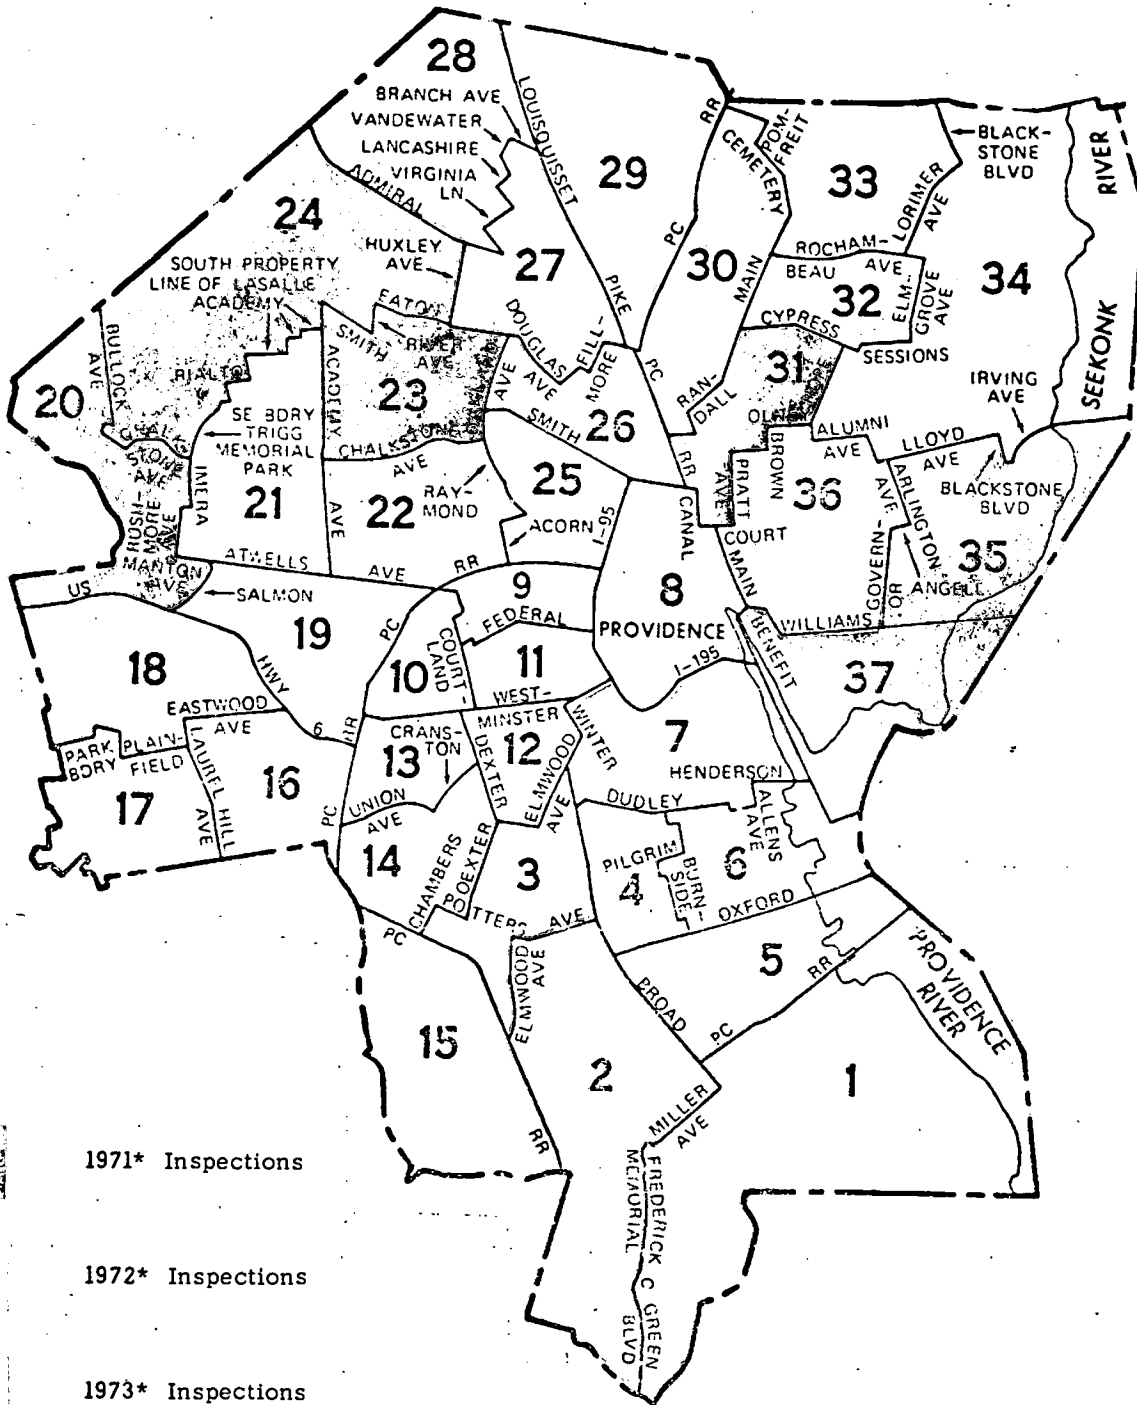 28
BRANCH AVE
VANDEWATER
LANCASHIRE
VIRGINIA
LN
LOUISQUISSET
PIKE
29
RR
PC
CEMETERY
POM-
FREIT
33
BLACK-
STONE
BLVD
RIVER
SEEKONK
LORIMER
AVE
ADMIRAL
24
HUXLEY
AVE
27
30
MAIN
ROCHAM-
BEAU
AVE
32
ELM-
GROVE
AVE
34
SOUTH PROPERTY
LINE OF LASALLE
ACADEMY
EATON
SMITH
RIVER
AVE
DOUGLAS
AVE
FILL-
MORE
CYPRESS
SESSIONS
BULLOCK
AVE
RIALTO
ACADEMY
AVE
23
AVE
PC
RR
RAN-
DALL
31
HOPE
OLNEY
IRVING
AVE
20
CHALK-
STONE
AVE
SE BDRY
TRIGG
MEMORIAL
PARK
CHALKSTONE
AVE
SMITH
26
ALUMNI
AVE
LLOYD
AVE
BLACKSTONE
BLVD
RUSH-
MORE
AVE
IMERA
21
22
RAY-
MOND
25
ACORN
I-95
CANAL
PRATT
AVE
BROWN
36
COURT
ARLINGTON
AVE
35
MANTON
AVE
ATWELLS
AVE
RR
MAIN
GOVERN-
OR
ANGELL
US
SALMON
19
PC
9
FEDERAL
8
PROVIDENCE
BENEFIT
WILLIAMS
18
HWY
6
10
COURT-
LAND
11
I-195
37
EASTWOOD
AVE
RR
WEST-
MINSTER
CRANS-
TON
12
WINTER
7
PARK
BDRY
PLAIN-
FIELD
LAUREL HILL
AVE
16
13
DEXTER
ELMWOOD
AVE
HENDERSON
17
PC
UNION
AVE
DUDLEY
ALLENS
AVE
14
CHAMBERS
POEXTER
3
PILGRIM
4
BURN-
SIDE
6
POTTERS
AVE
OXFORD
PC
ELMWOOD
AVE
5
RR
PROVIDENCE
RIVER
15
BROAD
PC
2
1
RR
MILLER
AVE
FREDERICK C GREEN
MEMORIAL
BLVD
1971* Inspections
1972* Inspections
1973* Inspections